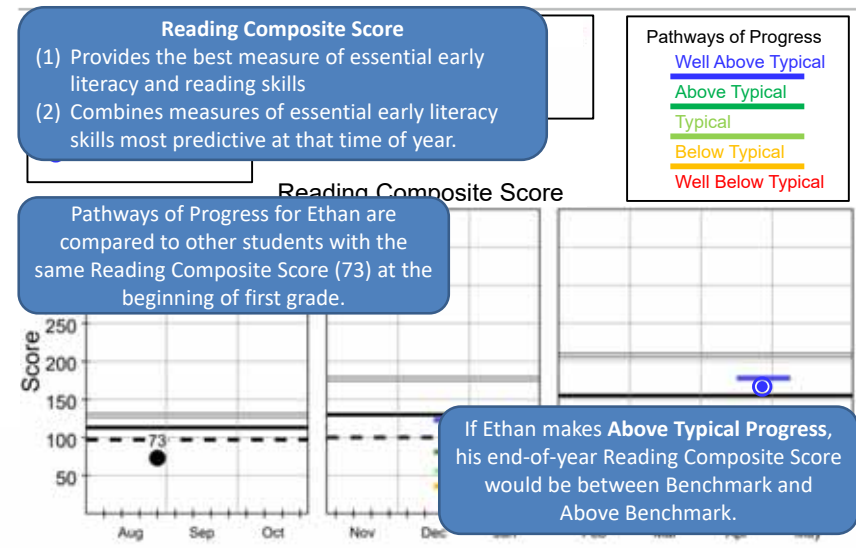 Reading Composite Score
(1) Provides the best measure of essential early
literacy and reading skills
(2) Combines measures of essential early literacy
skills most predictive at that time of year.
Pathways of Progress
Well Above Typical
Above Typical
Typical
Below Typical
Well Below Typical
Reading Composite Score
Pathways of Progress for Ethan are
compared to other students with the
same Reading Composite Score (73) at the
beginning of first grade.
Score
250
200
150
100
50
73
If Ethan makes Above Typical Progress,
his end-of-year Reading Composite Score
would be between Benchmark and
Above Benchmark.
Aug Sep Oct Nov Dec